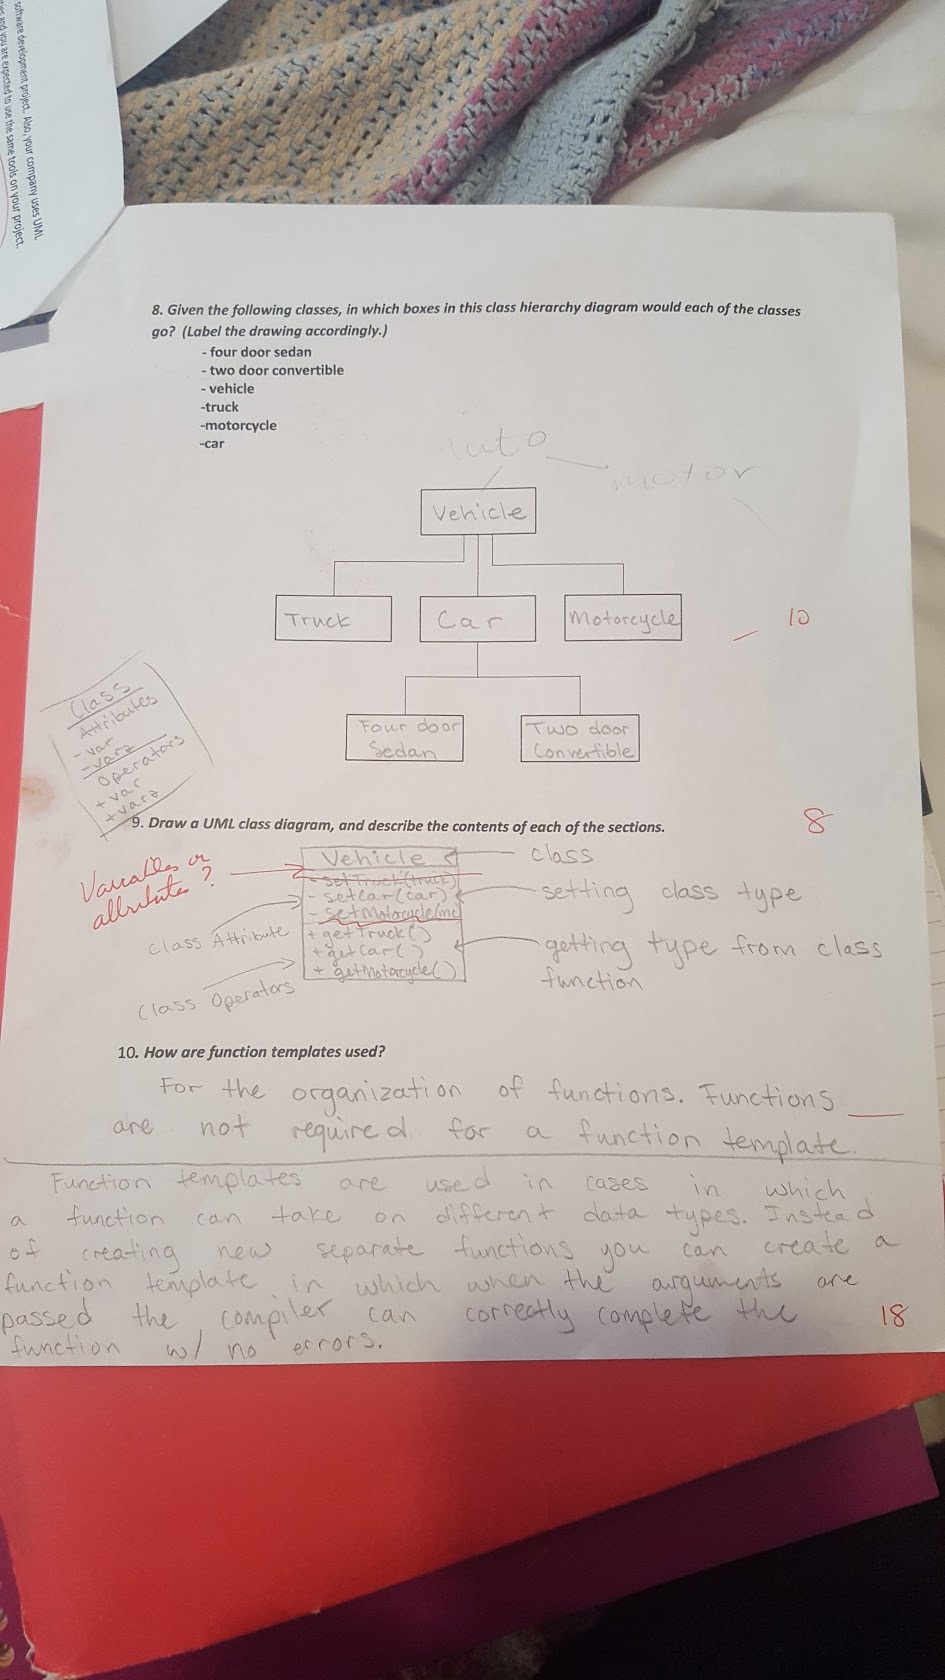 software development project. Also, your company uses UML
and you are expected to use the same tools on your project.
8. Given the following classes, in which boxes in this class hierarchy diagram would each of the classes
go? (Label the drawing accordingly.)
- four door sedan
- two door convertible
- vehicle
-truck
-motorcycle
-car
auto
motor
Vehicle
Truck
Car
Motorcycle
10
Four door
Sedan
Two door
Convertible
Class
Attributes
- var
- var2
Operators
+ var
+ var2
9. Draw a UML class diagram, and describe the contents of each of the sections.
8
Variables or
attributes?
Vehicle
class
- setTruck(truck)
- setCar(car)
- setMotorcycle(mc)
setting class type
Class Attribute
+ getTruck()
+ getCar()
+ getMotorcycle()
getting type from class
function
Class Operators
10. How are function templates used?
For the organization of functions. Functions
are not required for a function template.
Function templates are used in cases in which
a function can take on different data types. Instead
of creating new separate functions you can create a
function template in which when the arguments are
passed the compiler can correctly complete the
function w/ no errors.
18